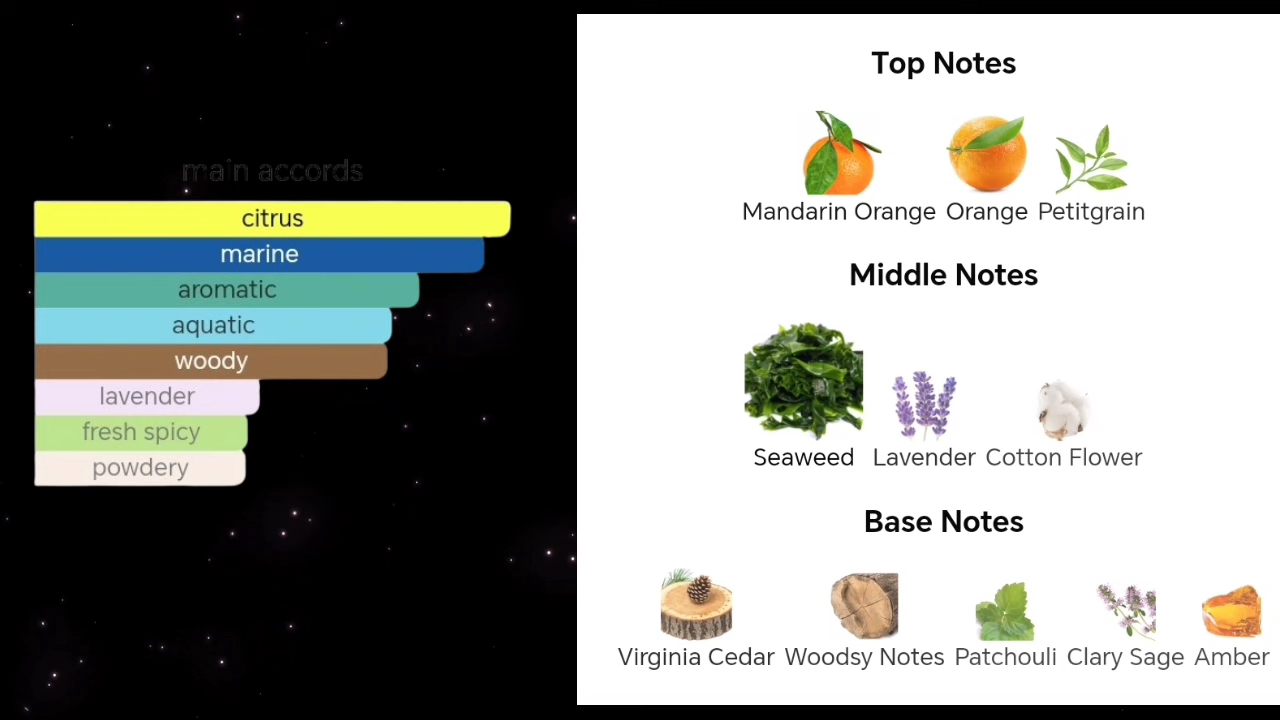 main accords
citrus
marine
aromatic
aquatic
woody
lavender
fresh spicy
powdery
Top Notes
Mandarin Orange Orange Petitgrain
Middle Notes
Seaweed Lavender Cotton Flower
Base Notes
Virginia Cedar Woodsy Notes Patchouli Clary Sage Amber